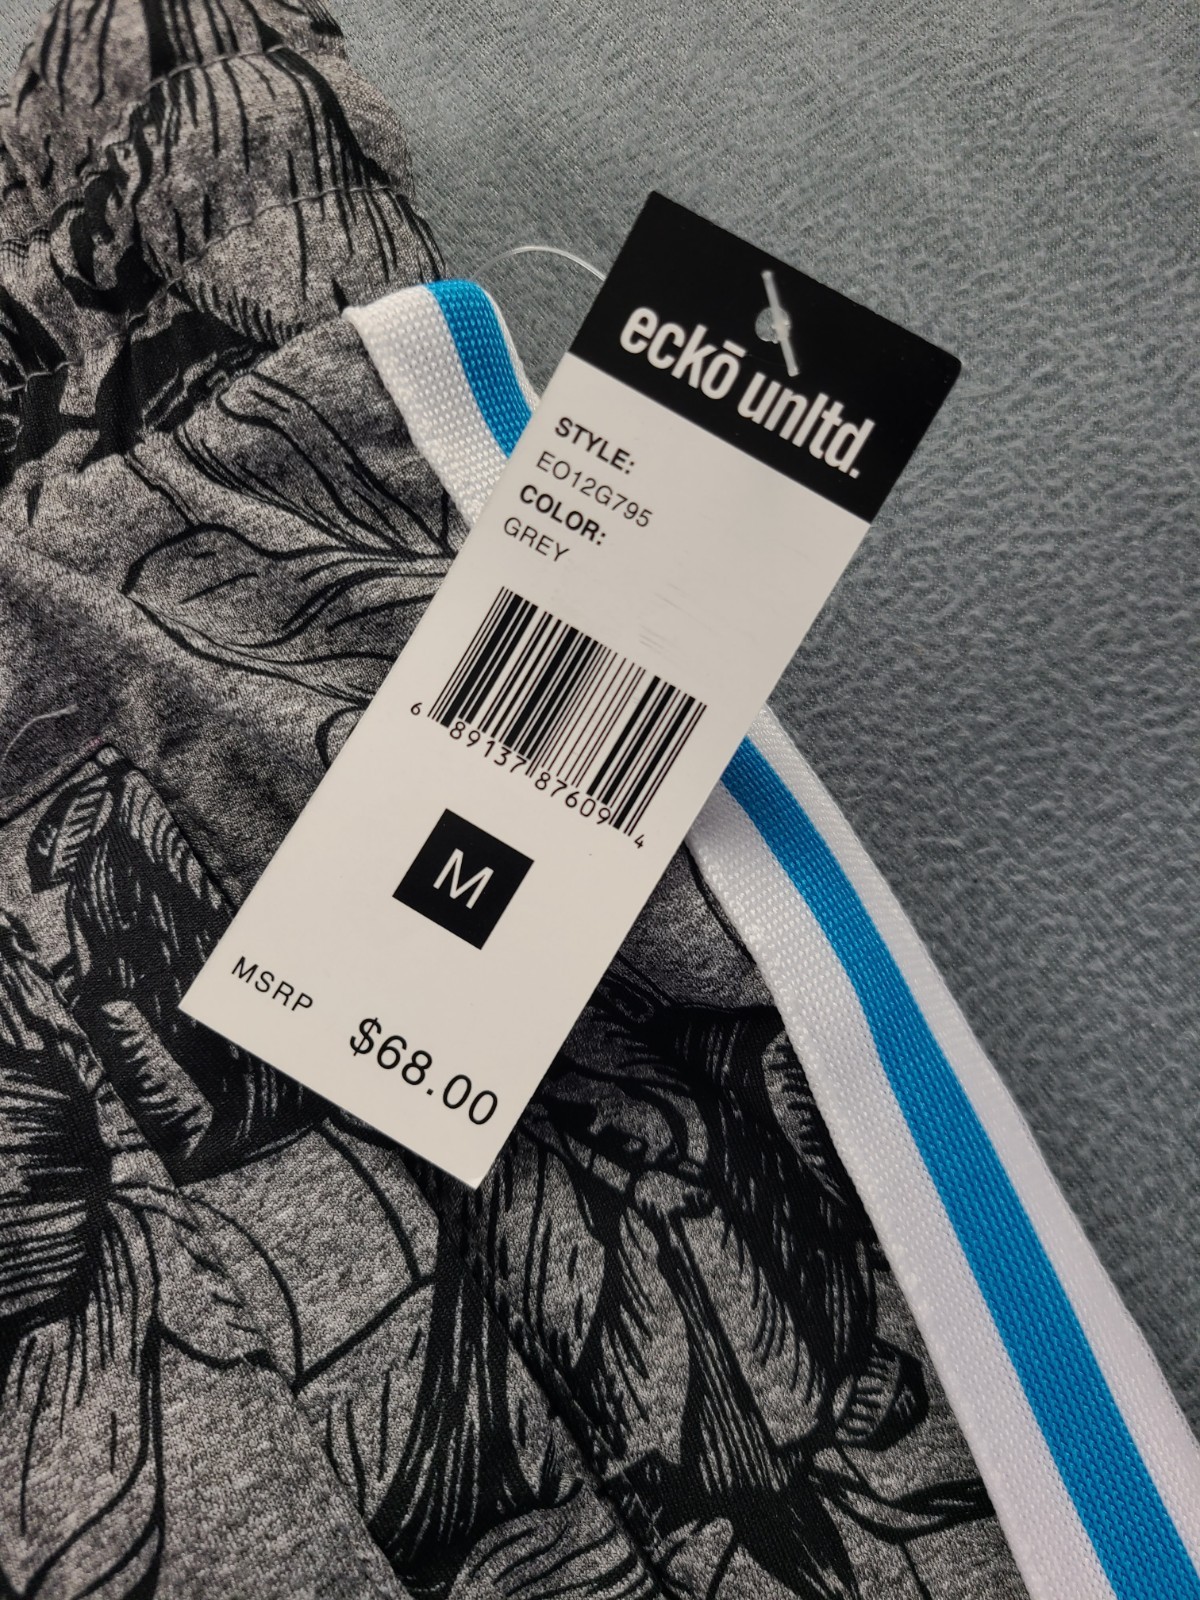 eckō unltd.
STYLE:
EO12G795
COLOR:
GREY
6 89137 87609 4
M
MSRP $68.00